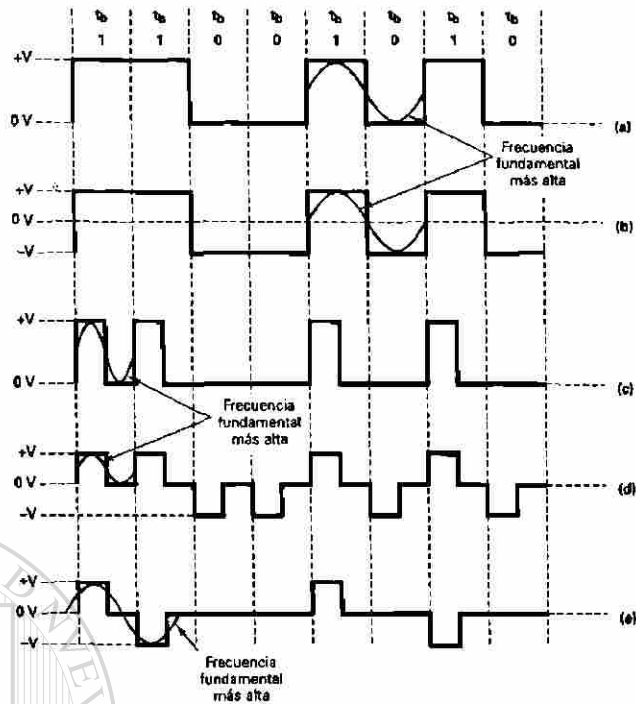 tb tb tb tb tb tb tb tb
1 1 0 0 1 0 1 0
+V
0 V
(a)
Frecuencia
fundamental
más alta
+V
0 V
(b)
-V
+V
0 V
(c)
Frecuencia
fundamental
más alta
+V
0 V
(d)
-V
+V
0 V
(e)
-V
Frecuencia
fundamental
más alta